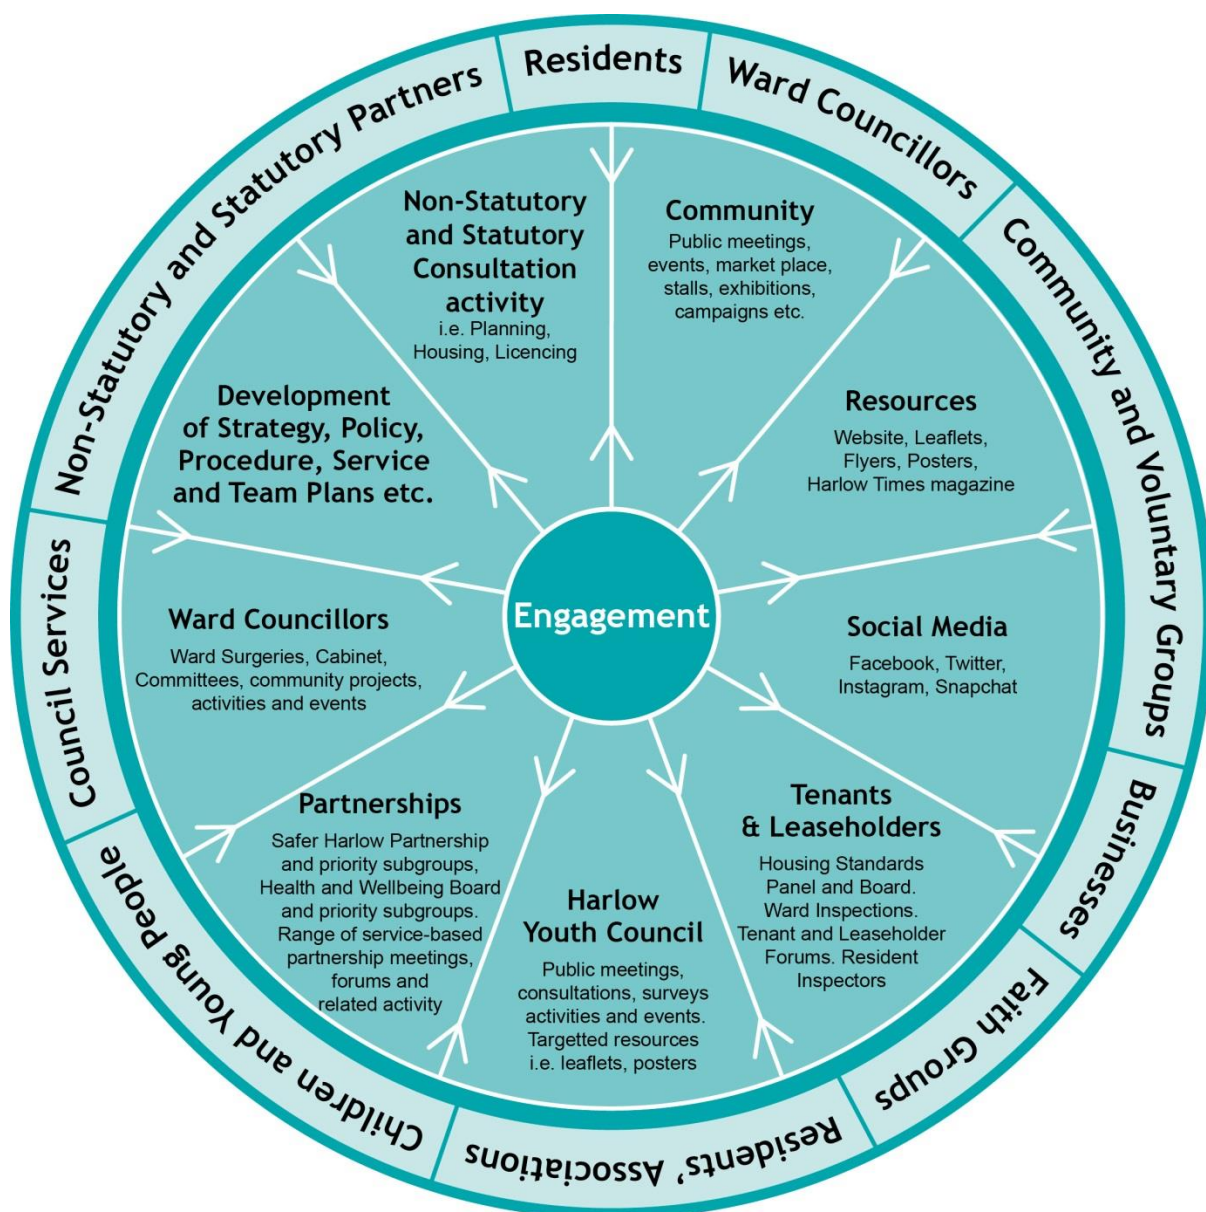 Residents
Ward Councillors
Community and Voluntary Groups
Businesses
Faith Groups
Residents' Associations
Children and Young People
Council Services
Non-Statutory and Statutory Partners
Non-Statutory
and Statutory
Consultation
activity
i.e. Planning,
Housing, Licencing
Community
Public meetings,
events, market place,
stalls, exhibitions,
campaigns etc.
Resources
Website, Leaflets,
Flyers, Posters,
Harlow Times magazine
Social Media
Facebook, Twitter,
Instagram, Snapchat
Tenants
& Leaseholders
Housing Standards
Panel and Board.
Ward Inspections.
Tenant and Leaseholder
Forums. Resident
Inspectors
Harlow
Youth Council
Public meetings,
consultations, surveys
activities and events.
Targetted resources
i.e. leaflets, posters
Partnerships
Safer Harlow Partnership
and priority subgroups,
Health and Wellbeing Board
and priority subgroups.
Range of service-based
partnership meetings,
forums and
related activity
Ward Councillors
Ward Surgeries, Cabinet,
Committees, community projects,
activities and events
Development
of Strategy, Policy,
Procedure, Service
and Team Plans etc.
Engagement